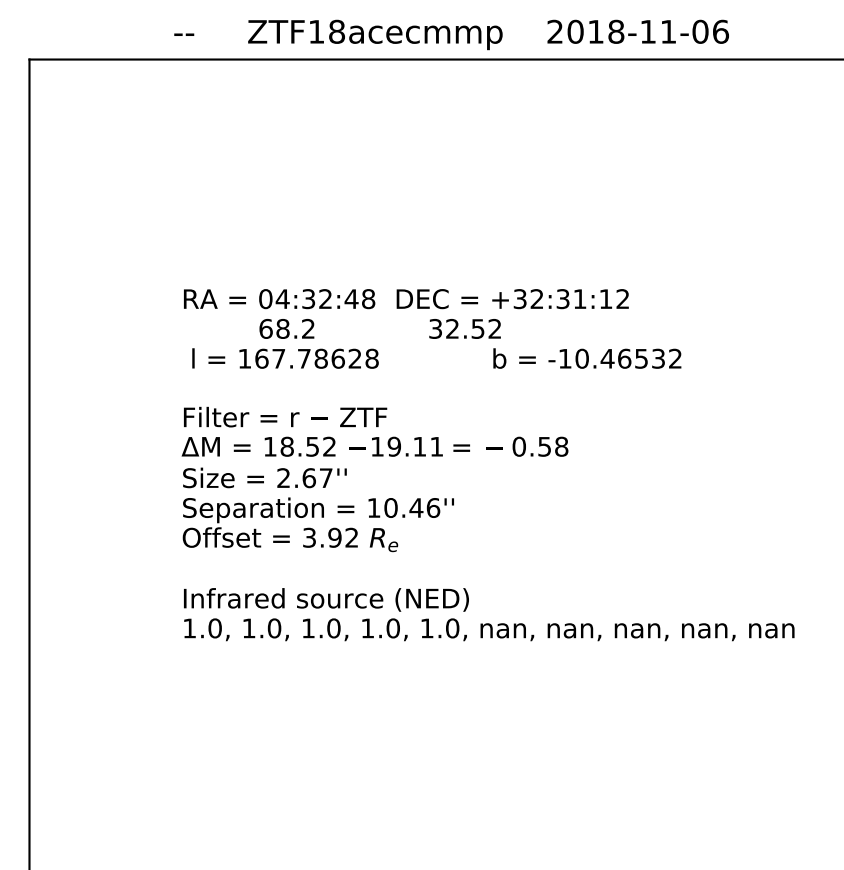 -- ZTF18acecmmp 2018-11-06
RA = 04:32:48 DEC = +32:31:12
68.2 32.52
l = 167.78628 b = -10.46532
Filter = r − ZTF
ΔM = 18.52 −19.11 = − 0.58
Size = 2.67''
Separation = 10.46''
Offset = 3.92 Rₑ
Infrared source (NED)
1.0, 1.0, 1.0, 1.0, 1.0, nan, nan, nan, nan, nan